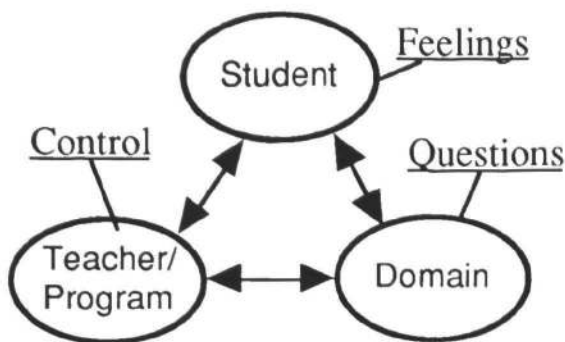 Feelings
Student
Control
Questions
Teacher/
Program
Domain